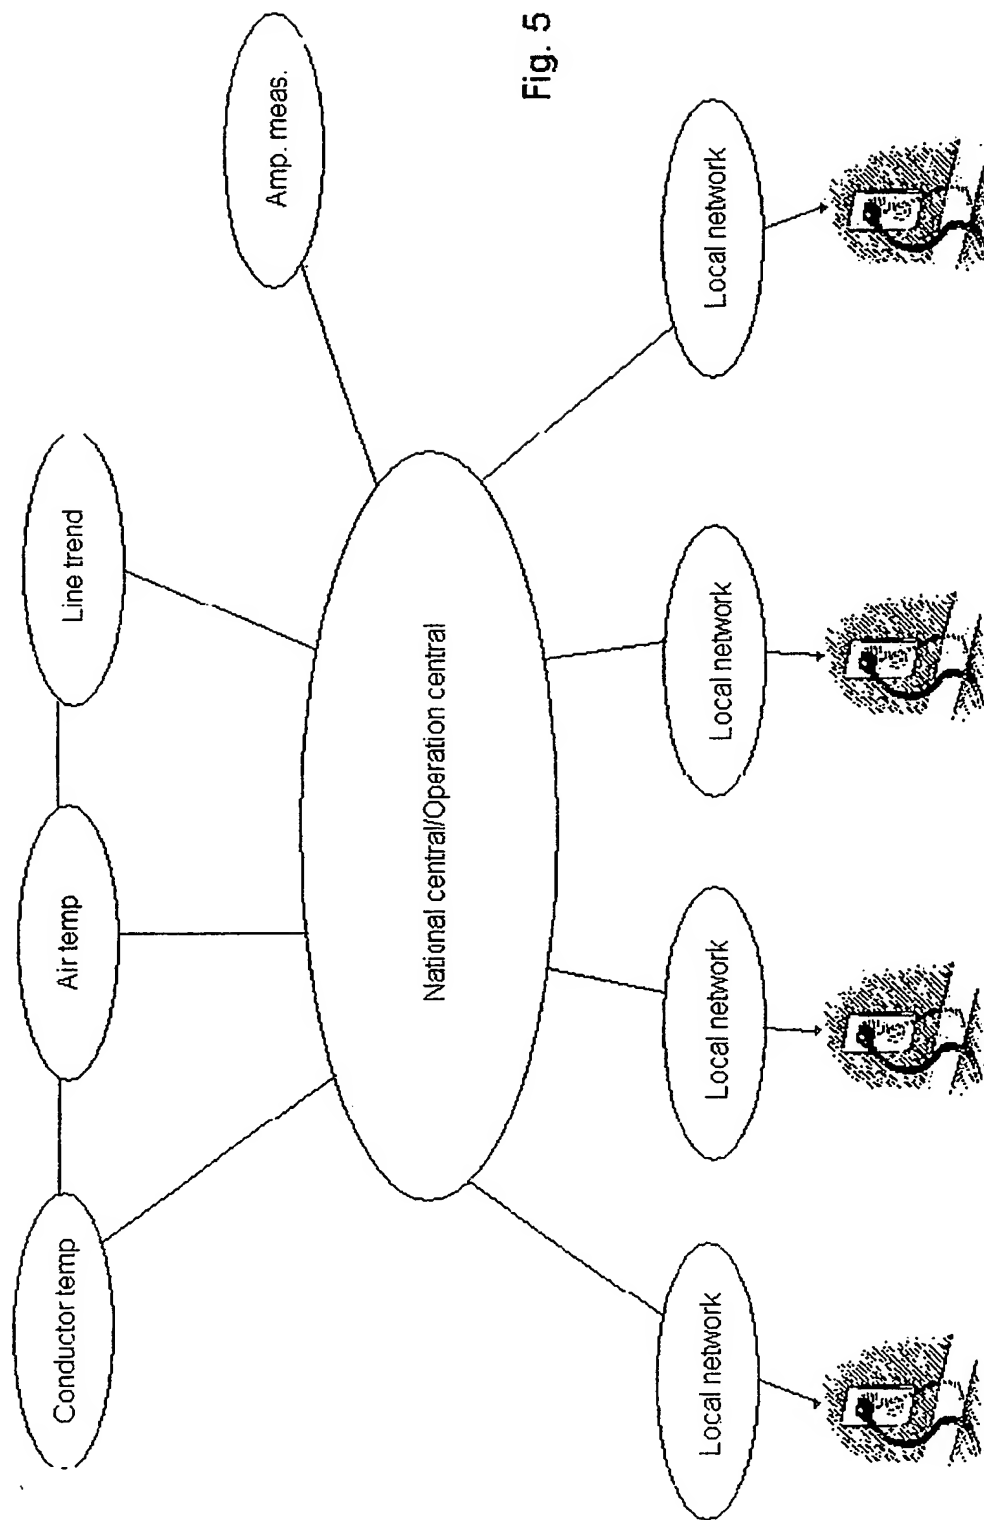 Conductor temp
Air temp
Line trend
Amp. meas.
National central/Operation central
Local network
Local network
Local network
Local network
Fig. 5